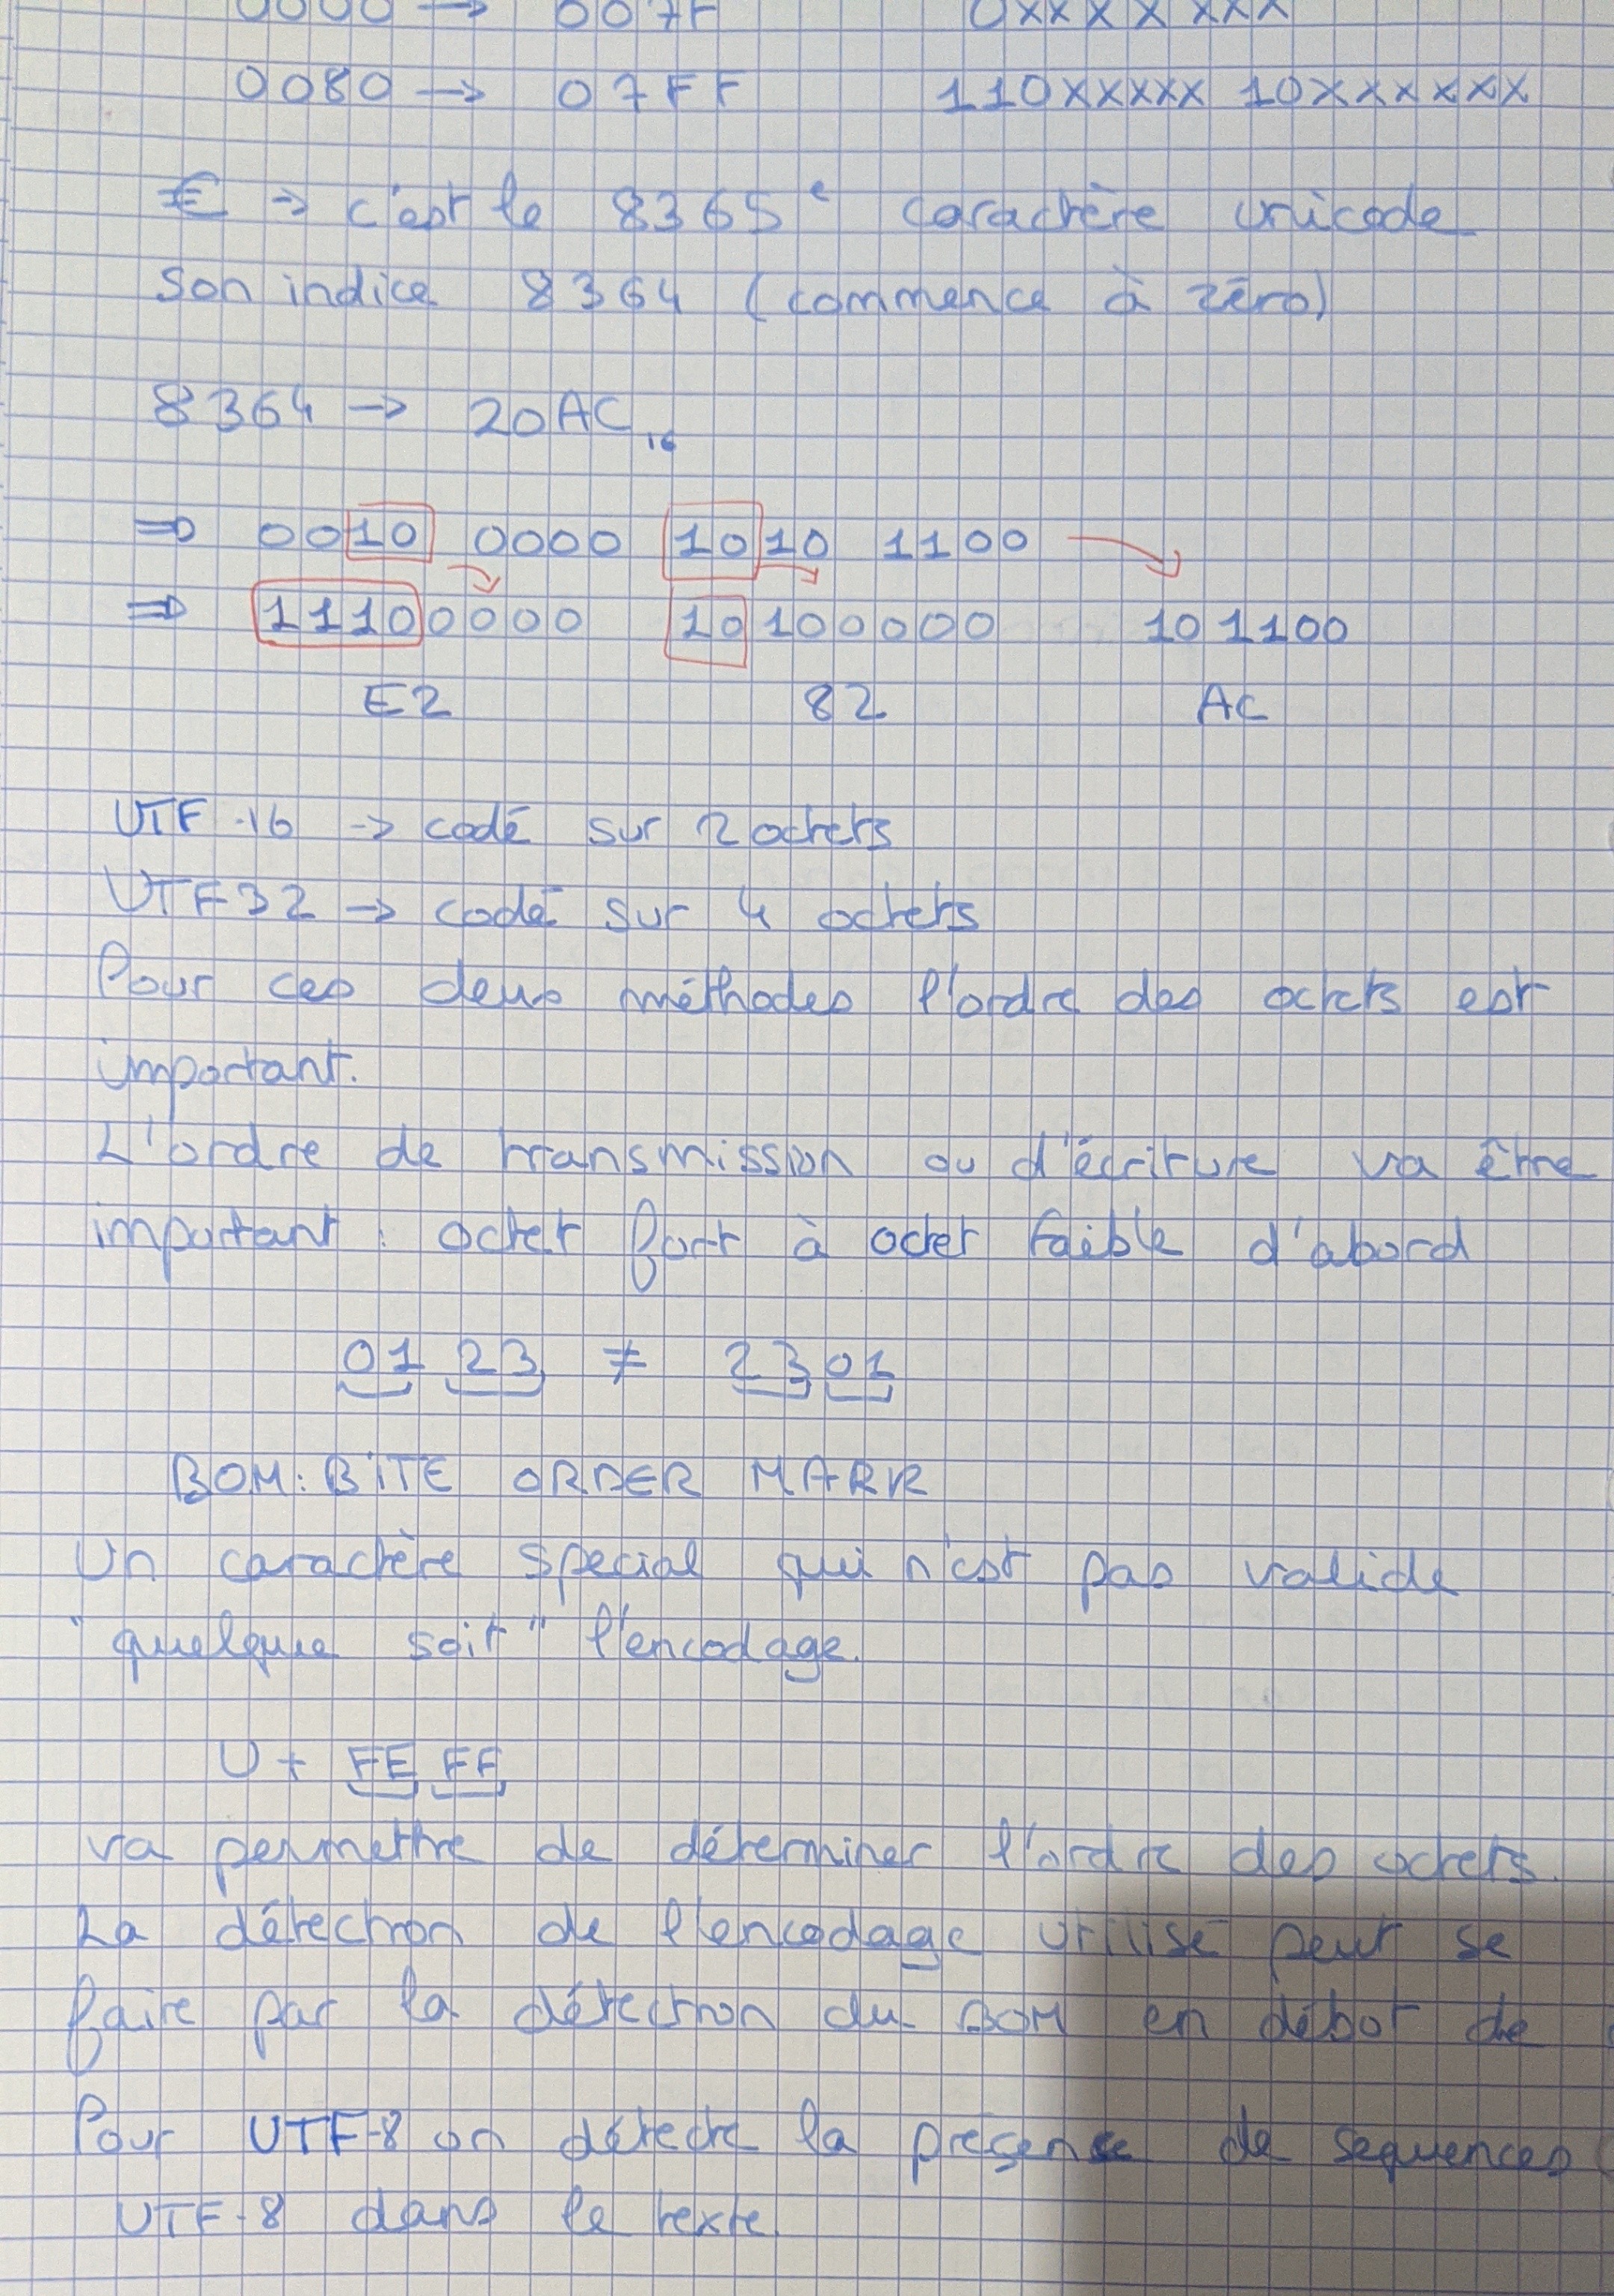 0000 → 007F 0xxxxxxx
0080 → 07FF 110xxxxx 10xxxxxx
€ → c'est le 8365e caractère unicode
Son indice 8364 (commence à zéro)
8364 → 20AC16
⇒ 0010 0000 1010 1100
⇒ 11100000 10100000 101100
E2 82 AC
UTF-16 → codé sur 2 octets
UTF32 → codé sur 4 octets
Pour ces deux méthodes l'ordre des octets est
important.
L'ordre de transmission ou d'écriture va être
important : octet fort à octet faible d'abord
01 23 ≠ 23 01
BOM: BITE ORDER MARK
Un caractère special qui n'est pas valide
"quelque soit" l'encodage.
U+ FE FF
va permettre de déterminer l'ordre des octets.
La détection de l'encodage utilisé peut se
faire par la détection du BOM en débot de
Pour UTF-8 on détecte la présence de sequences
UTF-8 dans le texte.